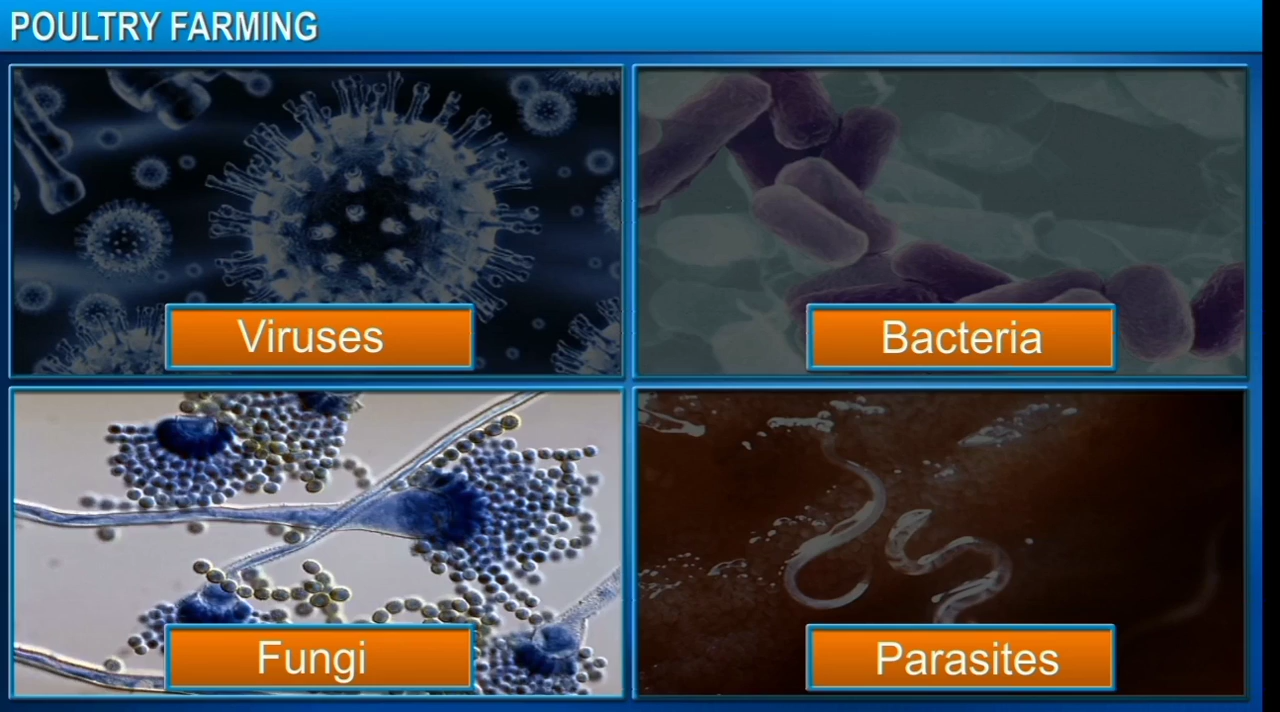 POULTRY FARMING
Viruses
Bacteria
Fungi
Parasites